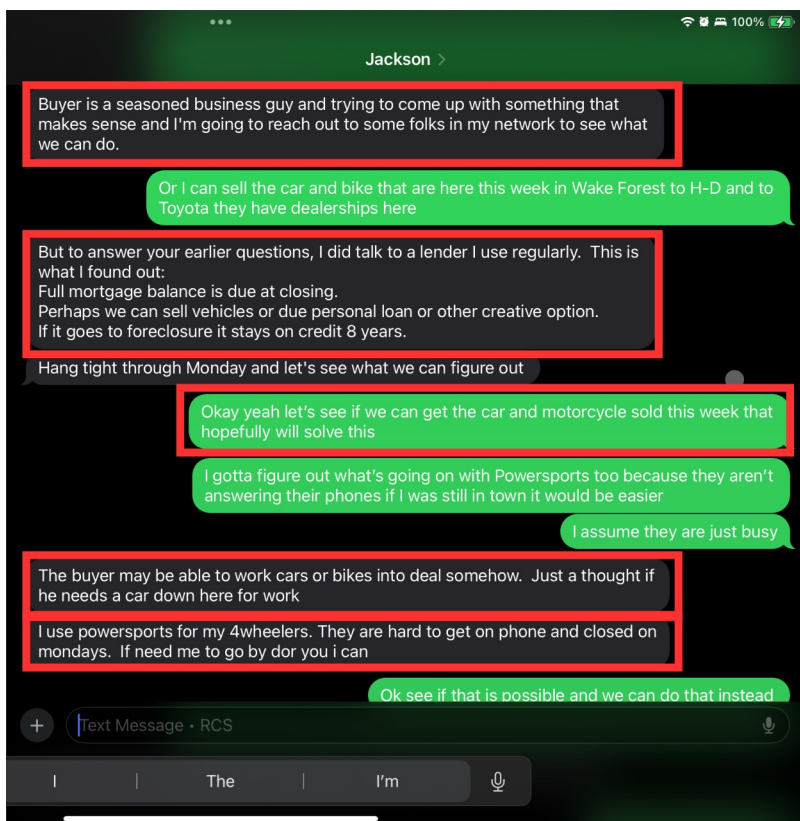 100%
Jackson >
Buyer is a seasoned business guy and trying to come up with something that
makes sense and I'm going to reach out to some folks in my network to see what
we can do.
Or I can sell the car and bike that are here this week in Wake Forest to H-D and to
Toyota they have dealerships here
But to answer your earlier questions, I did talk to a lender I use regularly.  This is
what I found out:
Full mortgage balance is due at closing.
Perhaps we can sell vehicles or due personal loan or other creative option.
If it goes to foreclosure it stays on credit 8 years.
Hang tight through Monday and let's see what we can figure out
Okay yeah let’s see if we can get the car and motorcycle sold this week that
hopefully will solve this
I gotta figure out what’s going on with Powersports too because they aren’t
answering their phones if I was still in town it would be easier
I assume they are just busy
The buyer may be able to work cars or bikes into deal somehow.  Just a thought if
he needs a car down here for work
I use powersports for my 4wheelers. They are hard to get on phone and closed on
mondays.  If need me to go by dor you i can
Ok see if that is possible and we can do that instead
Text Message • RCS
I The I’m